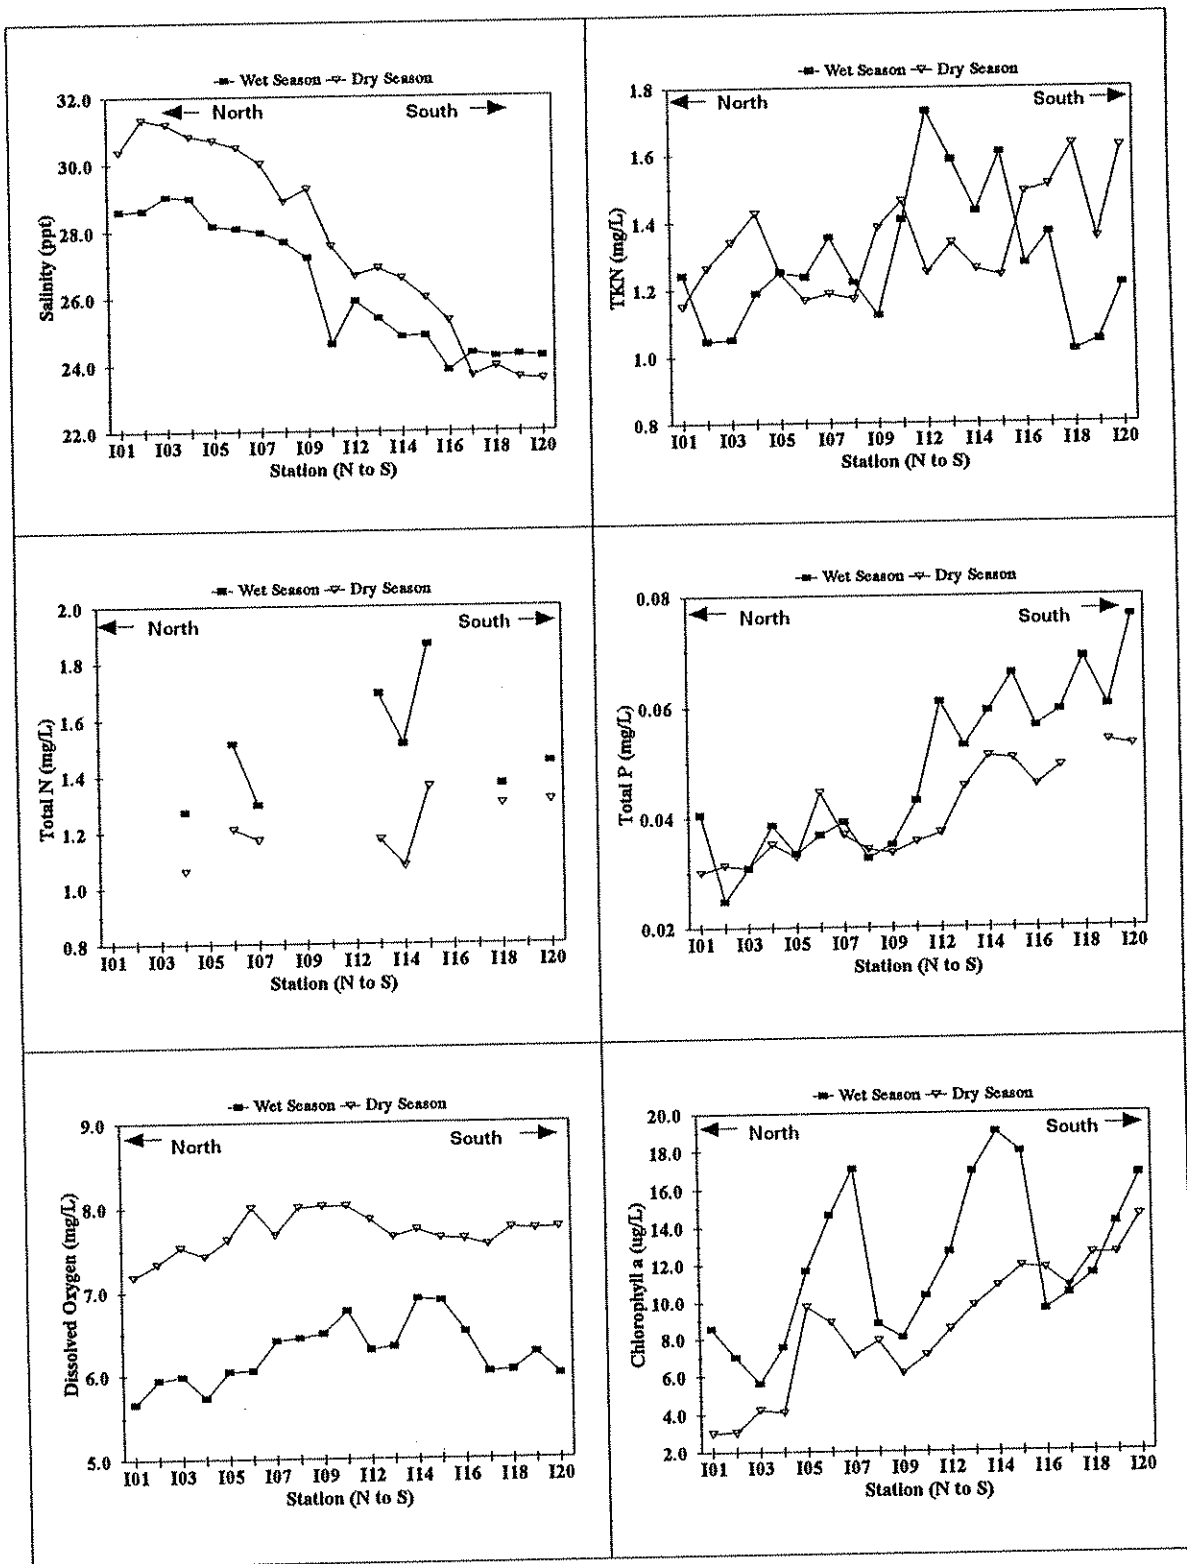 Wet Season Dry Season
32.0
North
South
30.0
28.0
26.0
24.0
22.0
Salinity (ppt)
I01 I03 I05 I07 I09 I12 I14 I16 I18 I20
Station (N to S)
Wet Season Dry Season
1.8
North
South
1.6
1.4
1.2
1.0
0.8
TKN (mg/L)
I01 I03 I05 I07 I09 I12 I14 I16 I18 I20
Station (N to S)
Wet Season Dry Season
2.0
North
South
1.8
1.6
1.4
1.2
1.0
0.8
Total N (mg/L)
I01 I03 I05 I07 I09 I12 I14 I16 I18 I20
Station (N to S)
Wet Season Dry Season
0.08
North
South
0.06
0.04
0.02
Total P (mg/L)
I01 I03 I05 I07 I09 I12 I14 I16 I18 I20
Station (N to S)
Wet Season Dry Season
9.0
North
South
8.0
7.0
6.0
5.0
Dissolved Oxygen (mg/L)
I01 I03 I05 I07 I09 I12 I14 I16 I18 I20
Station (N to S)
Wet Season Dry Season
20.0
North
South
18.0
16.0
14.0
12.0
10.0
8.0
6.0
4.0
2.0
Chlorophyll a (ug/L)
I01 I03 I05 I07 I09 I12 I14 I16 I18 I20
Station (N to S)